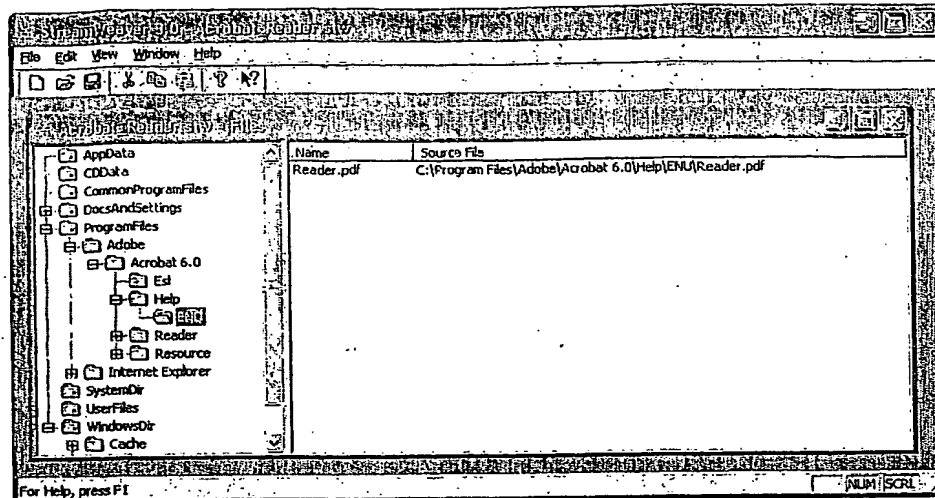 File Edit View Window Help
Name Source File
Reader.pdf C:\Program Files\Adobe\Acrobat 6.0\Help\ENU\Reader.pdf
AppData
CDData
CommonProgramFiles
DocsAndSettings
ProgramFiles
Adobe
Acrobat 6.0
Esl
Help
ENU
Reader
Resource
Internet Explorer
SystemDir
UserFiles
WindowsDir
Cache
For Help, press F1
NUM SCRL